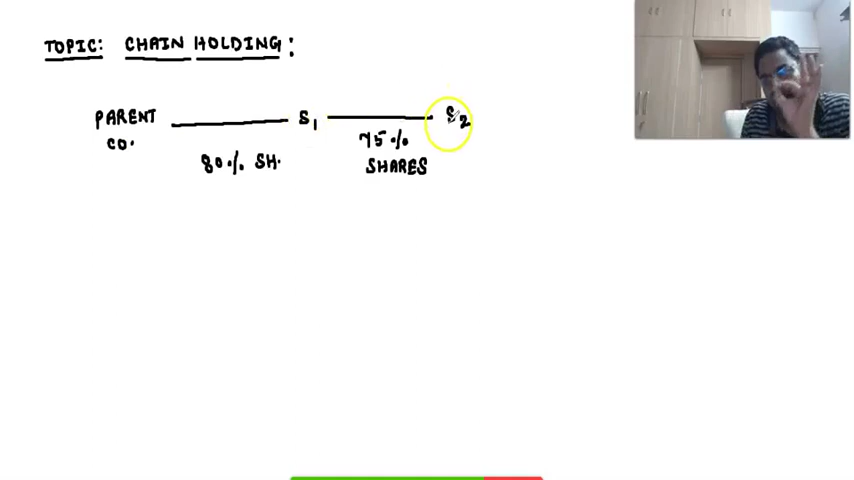 TOPIC: CHAIN HOLDING:
PARENT CO.
S1
S2
80% SH.
75% SHARES